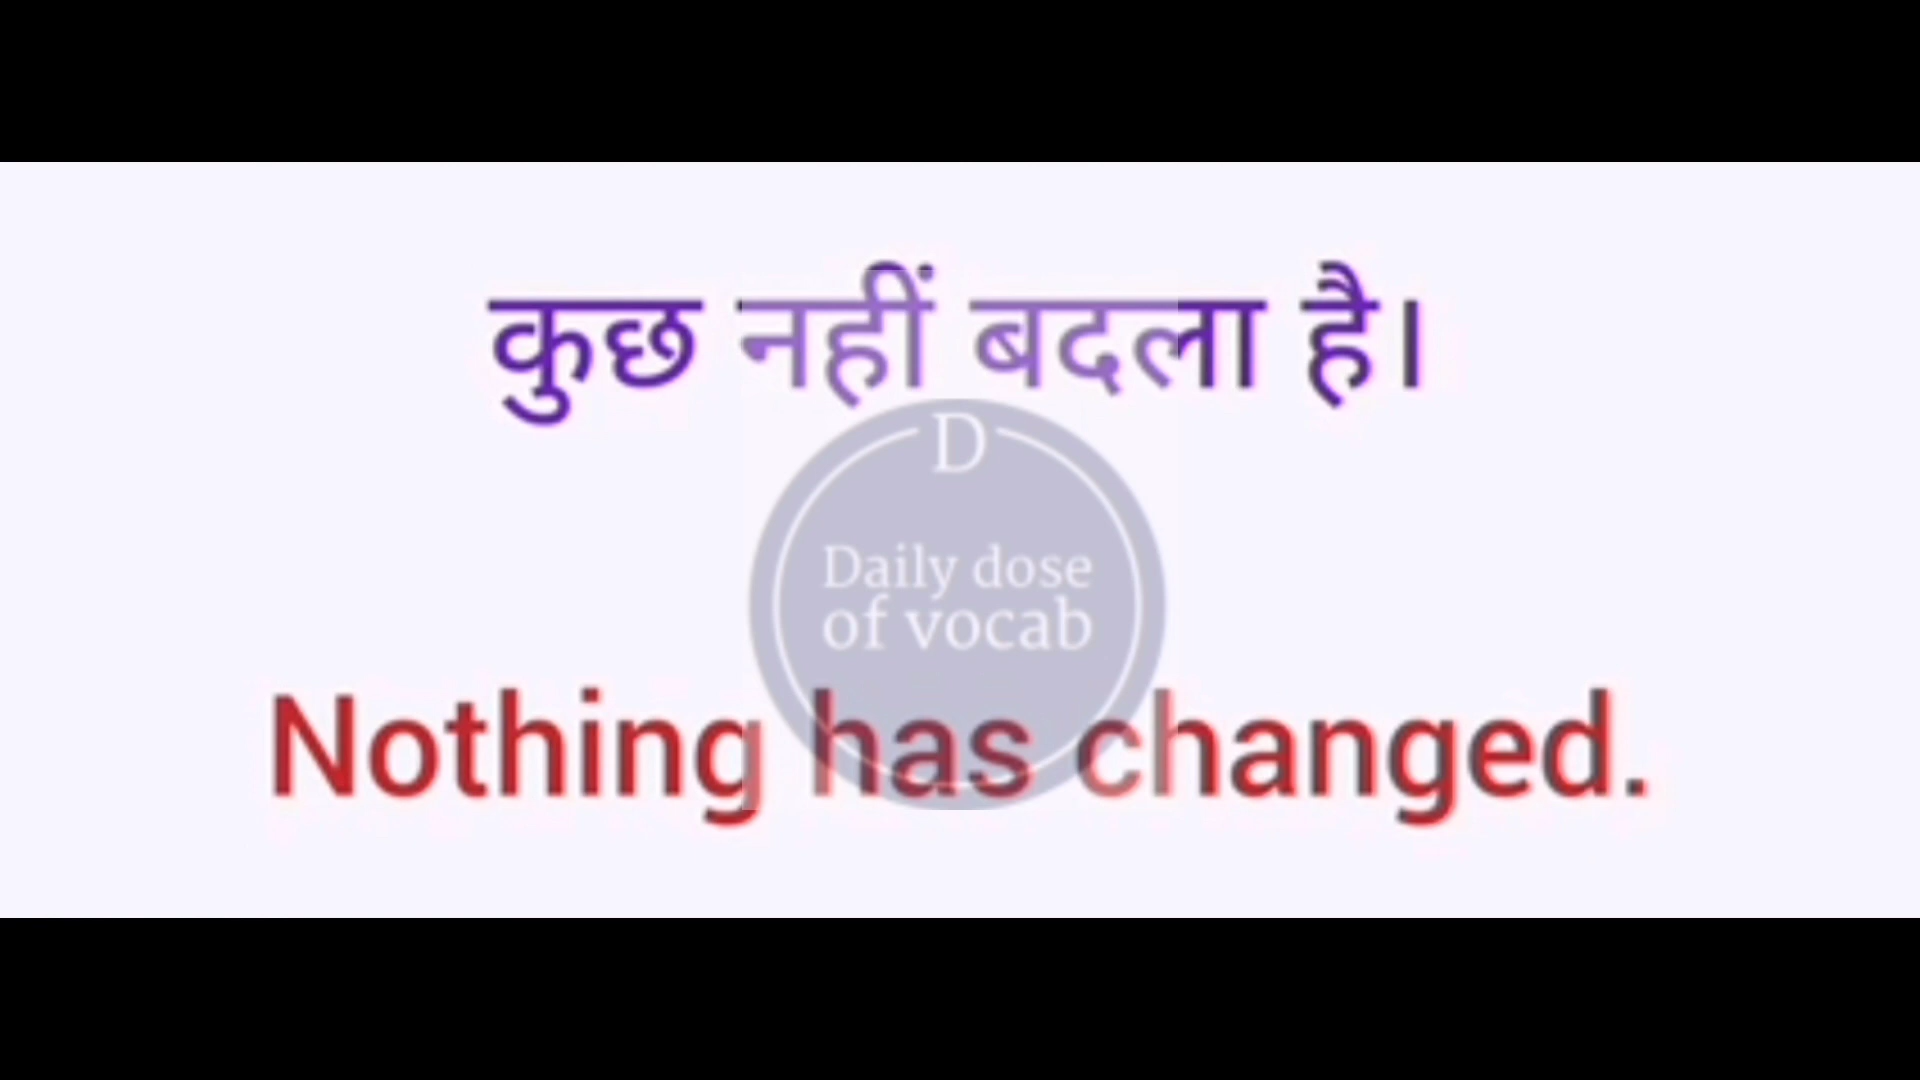 कुछ नहीं बदला है।
D
Daily dose
of vocab
Nothing has changed.